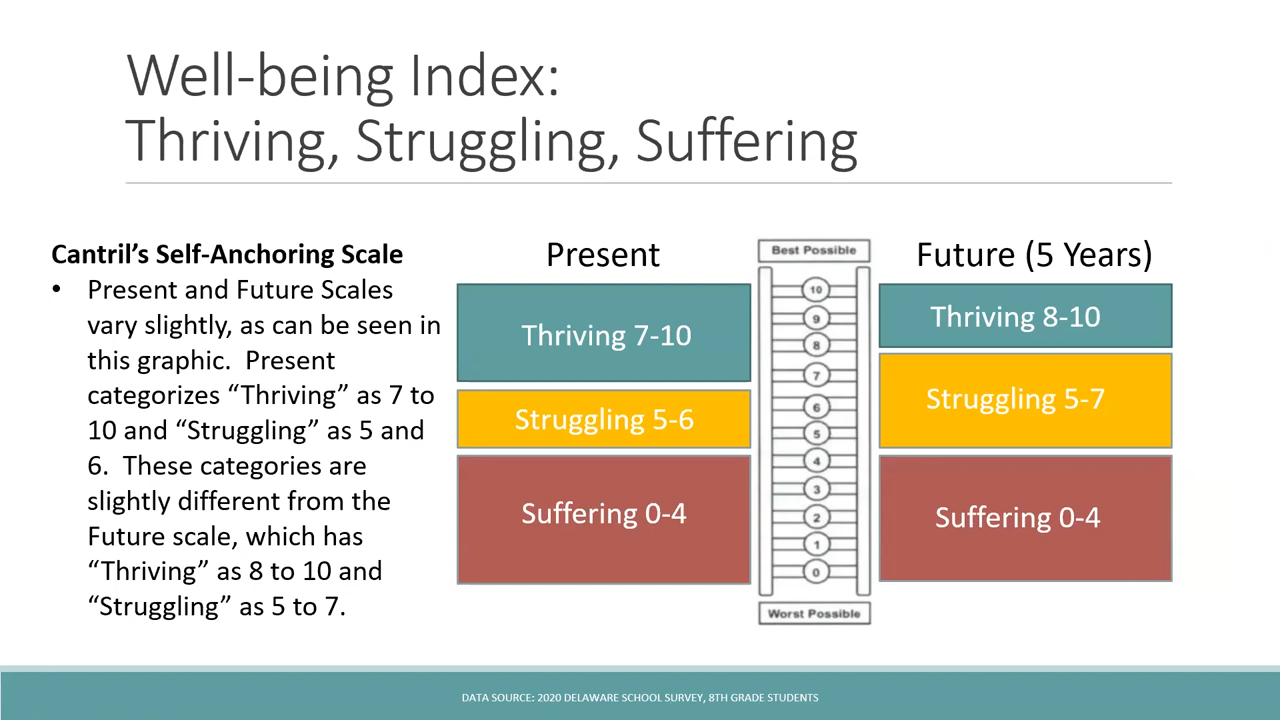 Well-being Index:
Thriving, Struggling, Suffering
Cantril’s Self-Anchoring Scale
• Present and Future Scales
vary slightly, as can be seen in
this graphic.  Present
categorizes “Thriving” as 7 to
10 and “Struggling” as 5 and
6.  These categories are
slightly different from the
Future scale, which has
“Thriving” as 8 to 10 and
“Struggling” as 5 to 7.
Present
Thriving 7-10
Struggling 5-6
Suffering 0-4
Best Possible
10
9
8
7
6
5
4
3
2
1
0
Worst Possible
Future (5 Years)
Thriving 8-10
Struggling 5-7
Suffering 0-4
DATA SOURCE: 2020 DELAWARE SCHOOL SURVEY, 8TH GRADE STUDENTS